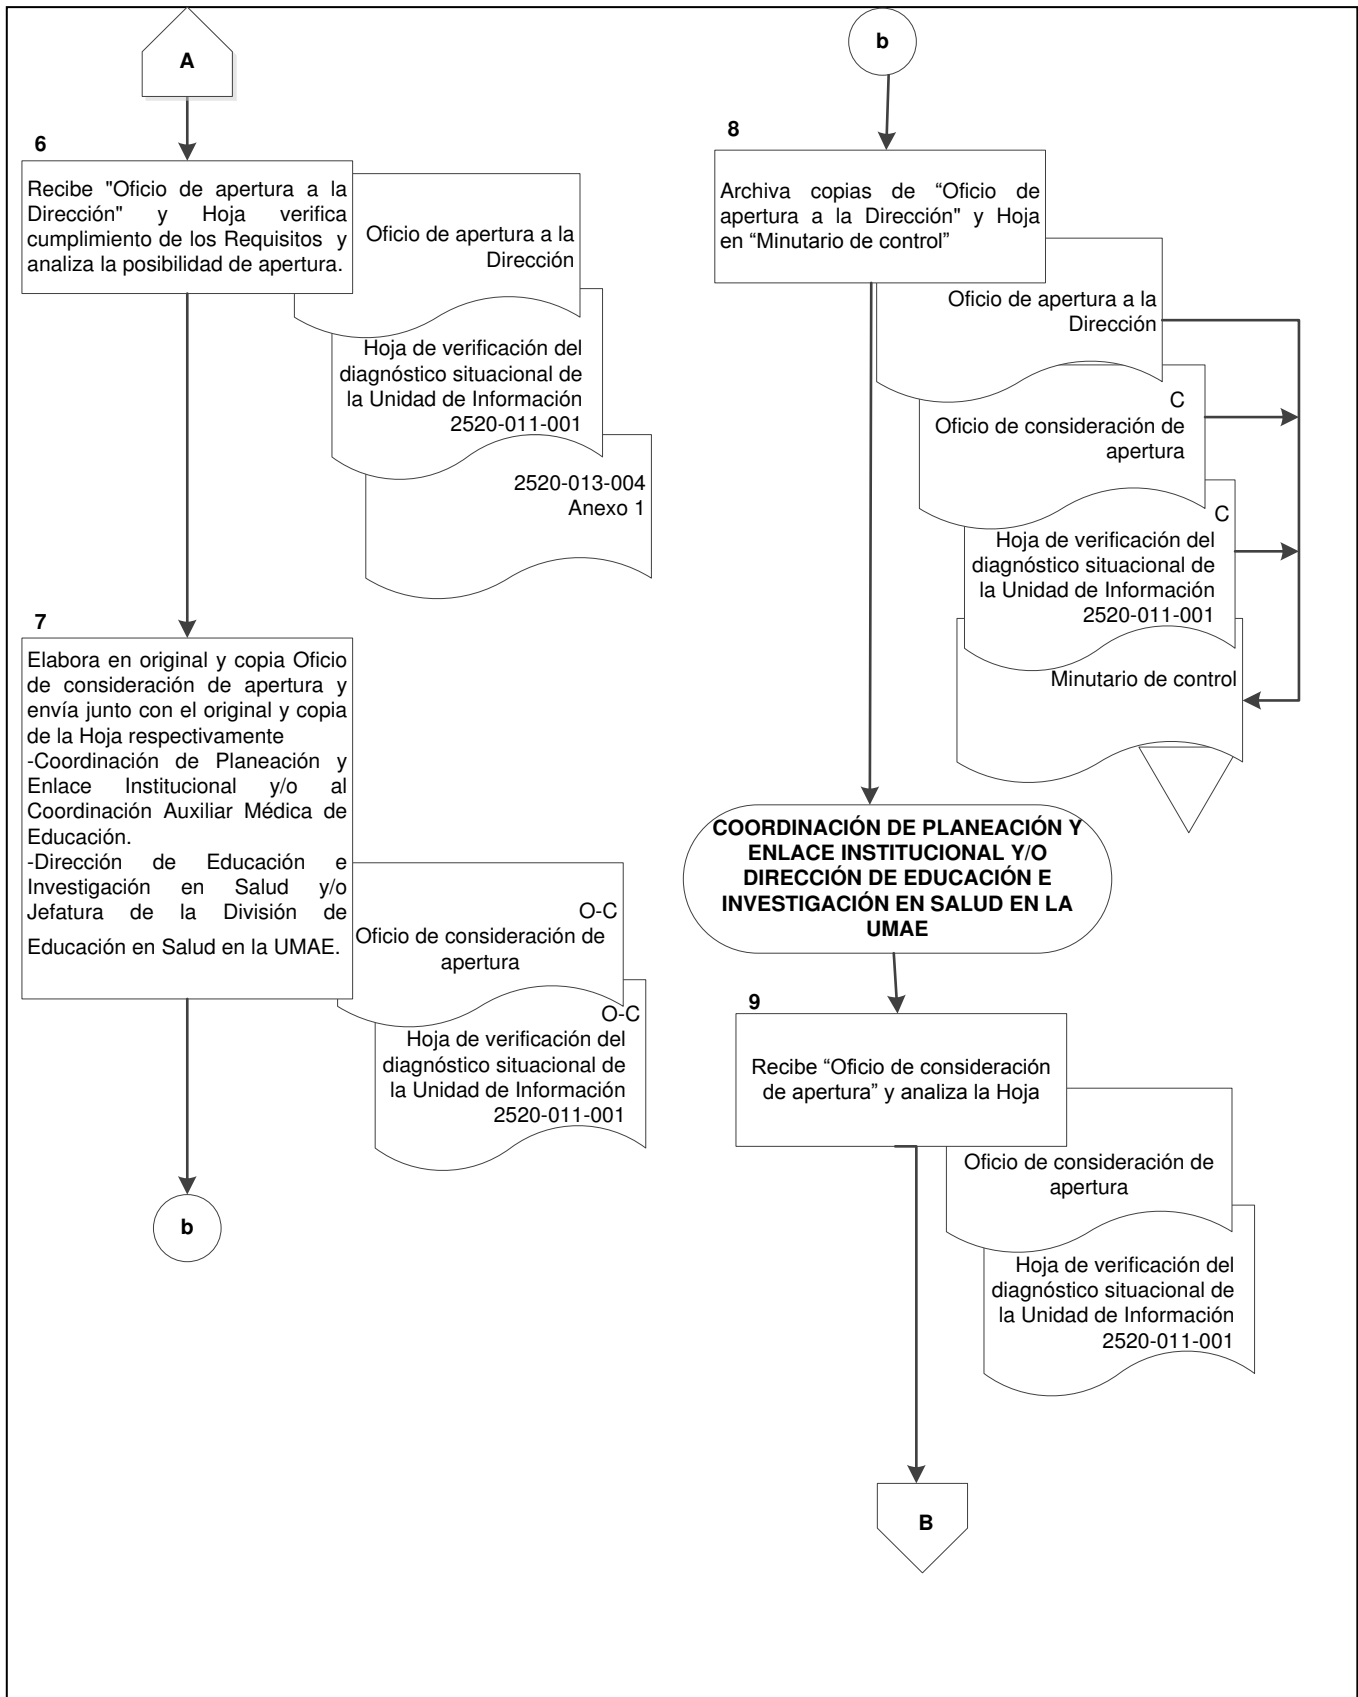 A
6
Recibe "Oficio de apertura a la
Dirección" y Hoja verifica
cumplimiento de los Requisitos y
analiza la posibilidad de apertura.
Oficio de apertura a la
Dirección
Hoja de verificación del
diagnóstico situacional de
la Unidad de Información
2520-011-001
2520-013-004
Anexo 1
7
Elabora en original y copia Oficio
de consideración de apertura y
envía junto con el original y copia
de la Hoja respectivamente
-Coordinación de Planeación y
Enlace Institucional y/o al
Coordinación Auxiliar Médica de
Educación.
-Dirección de Educación e
Investigación en Salud y/o
Jefatura de la División de
Educación en Salud en la UMAE.
O-C
Oficio de consideración de
apertura
O-C
Hoja de verificación del
diagnóstico situacional de
la Unidad de Información
2520-011-001
b
b
8
Archiva copias de “Oficio de
apertura a la Dirección" y Hoja
en “Minutario de control”
Oficio de apertura a la
Dirección
C
Oficio de consideración de
apertura
C
Hoja de verificación del
diagnóstico situacional de
la Unidad de Información
2520-011-001
Minutario de control
COORDINACIÓN DE PLANEACIÓN Y
ENLACE INSTITUCIONAL Y/O
DIRECCIÓN DE EDUCACIÓN E
INVESTIGACIÓN EN SALUD EN LA
UMAE
9
Recibe “Oficio de consideración
de apertura” y analiza la Hoja
Oficio de consideración de
apertura
Hoja de verificación del
diagnóstico situacional de
la Unidad de Información
2520-011-001
B